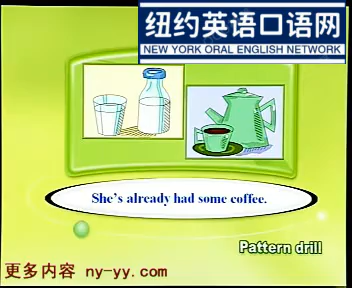 纽约英语口语网
NEW YORK ORAL ENGLISH NETWORK
She's already had some coffee.
Pattern drill
更多内容 ny-yy.com